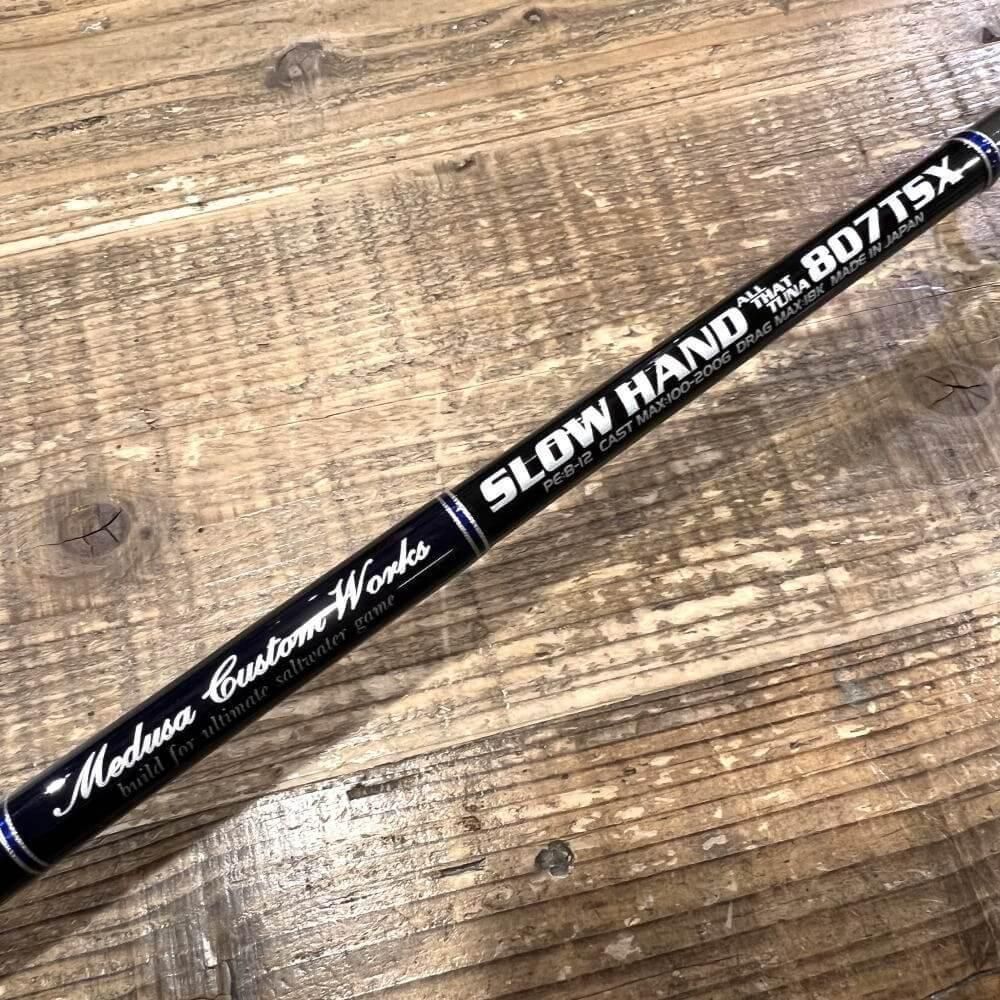 Medusa Custom Works
build for ultimate saltwater game
SLOW HAND ALL THAT TUNA 807TSX
PE:8-12 CAST MAX:100-200G DRAG MAX:18K MADE IN JAPAN